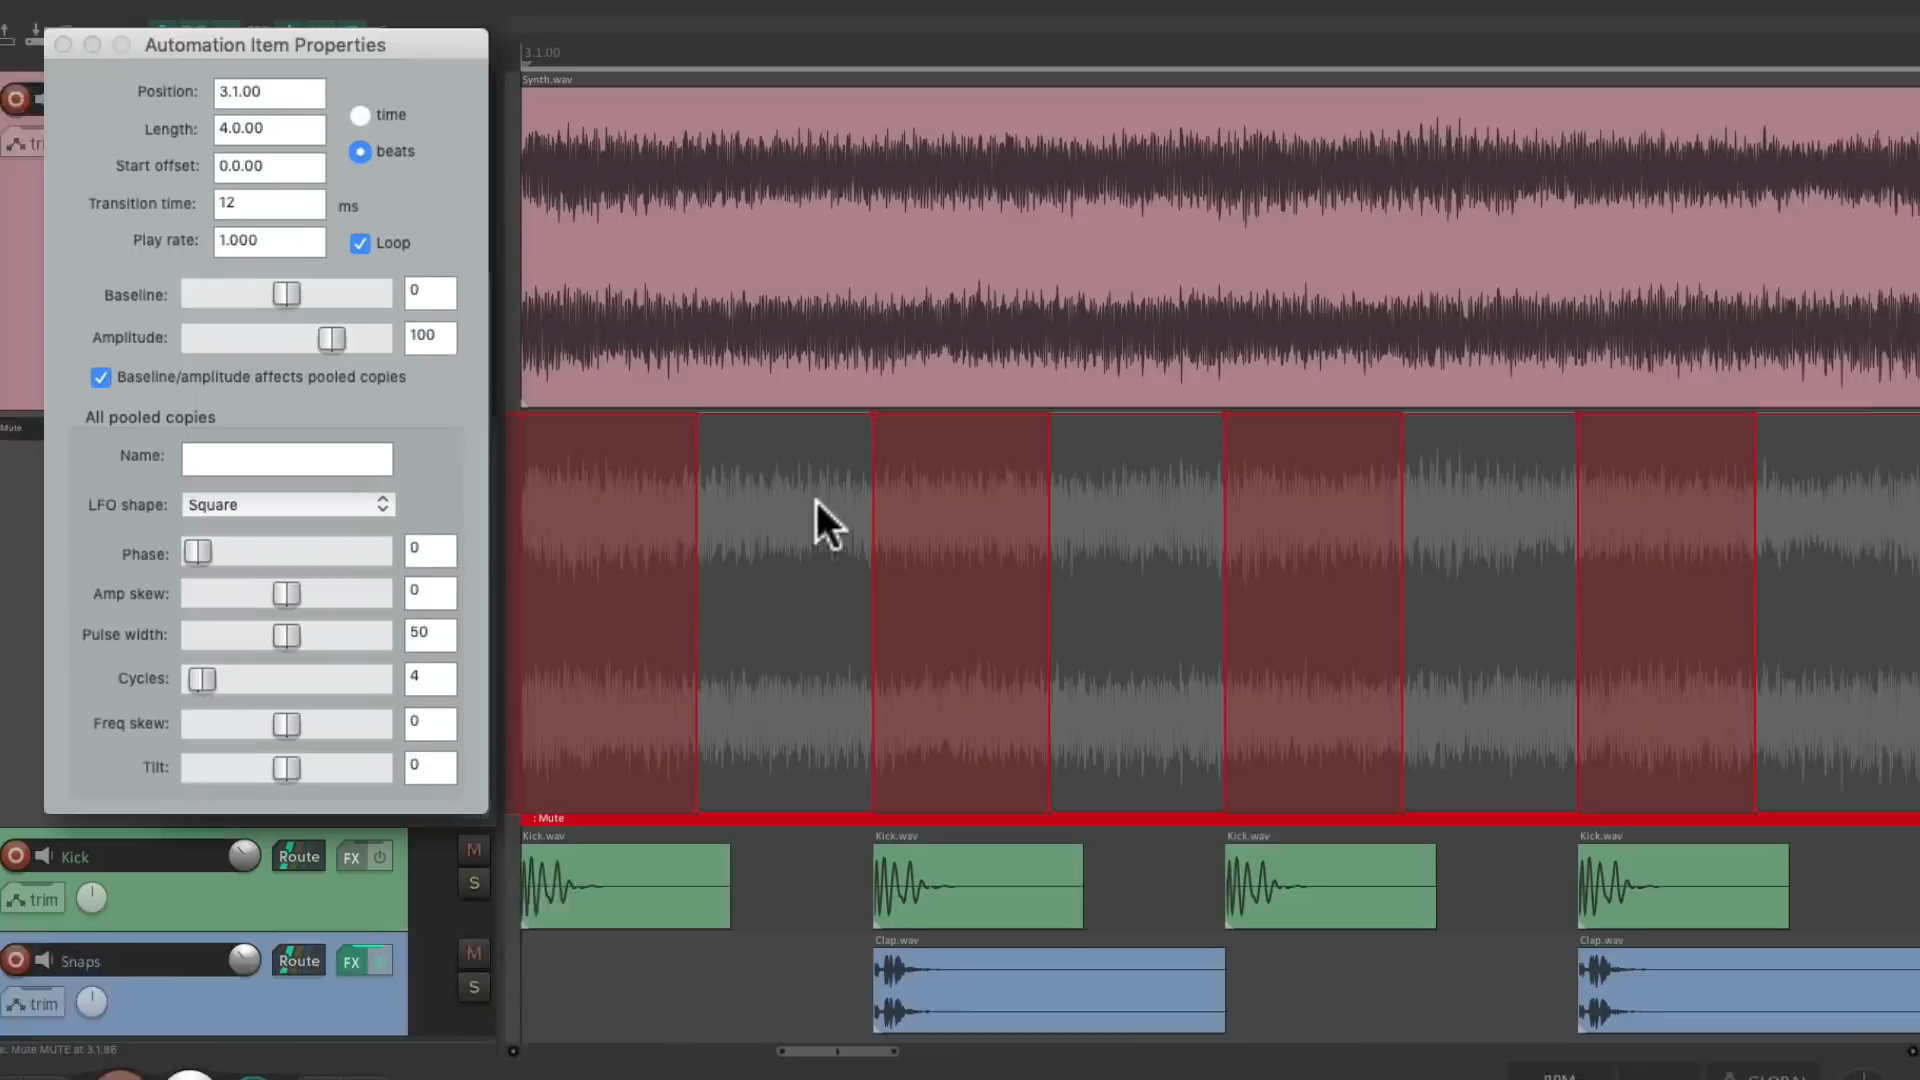 Automation Item Properties
Position: 3.1.00
time
Length: 4.0.00
beats
Start offset: 0.0.00
Transition time: 12 ms
Play rate: 1.000
Loop
Baseline: 0
Amplitude: 100
Baseline/amplitude affects pooled copies
All pooled copies
Name:
LFO shape: Square
Phase: 0
Amp skew: 0
Pulse width: 50
Cycles: 4
Freq skew: 0
Tilt: 0
3.1.00
Synth.wav
Mute
: Mute
Kick.wav Kick.wav Kick.wav Kick.wav
Kick Route FX M
trim S
Clap.wav Clap.wav
Snaps Route FX M
trim S
: Mute MUTE at 3.1.86
BPM GLOBAL